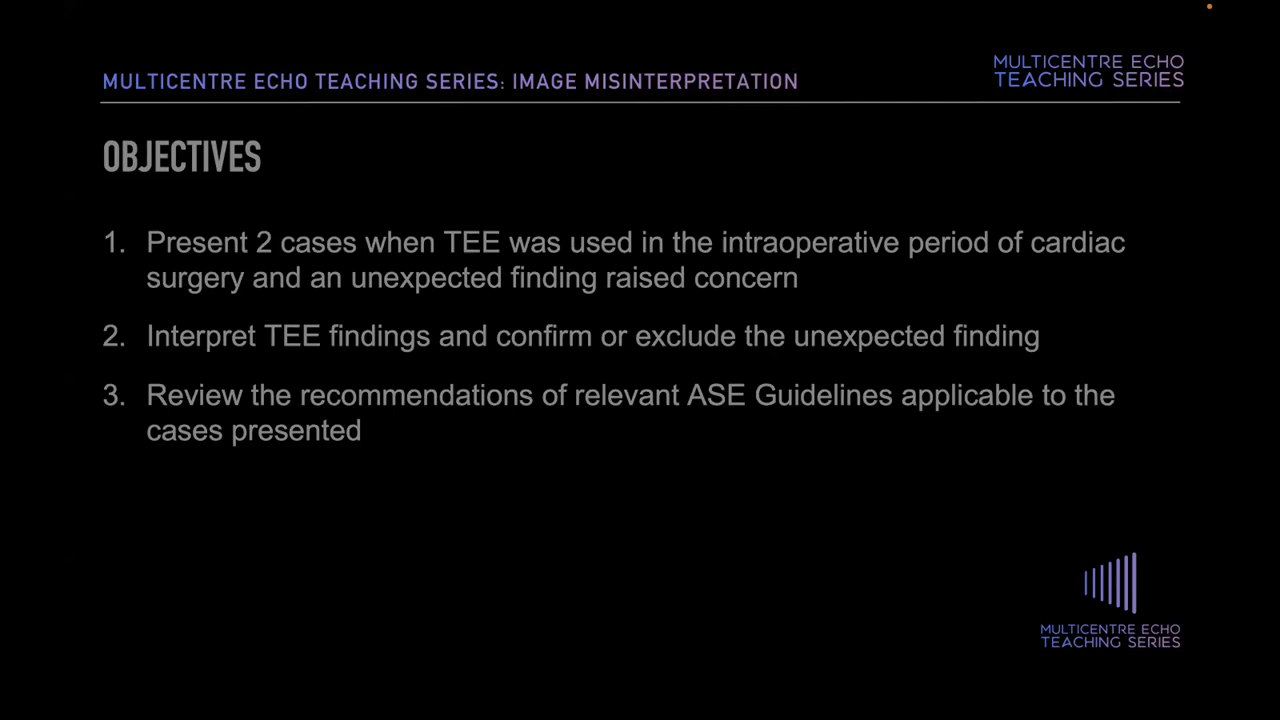 MULTICENTRE ECHO TEACHING SERIES: IMAGE MISINTERPRETATION
MULTICENTRE ECHO
TEACHING SERIES
OBJECTIVES
1. Present 2 cases when TEE was used in the intraoperative period of cardiac
surgery and an unexpected finding raised concern
2. Interpret TEE findings and confirm or exclude the unexpected finding
3. Review the recommendations of relevant ASE Guidelines applicable to the
cases presented
MULTICENTRE ECHO
TEACHING SERIES